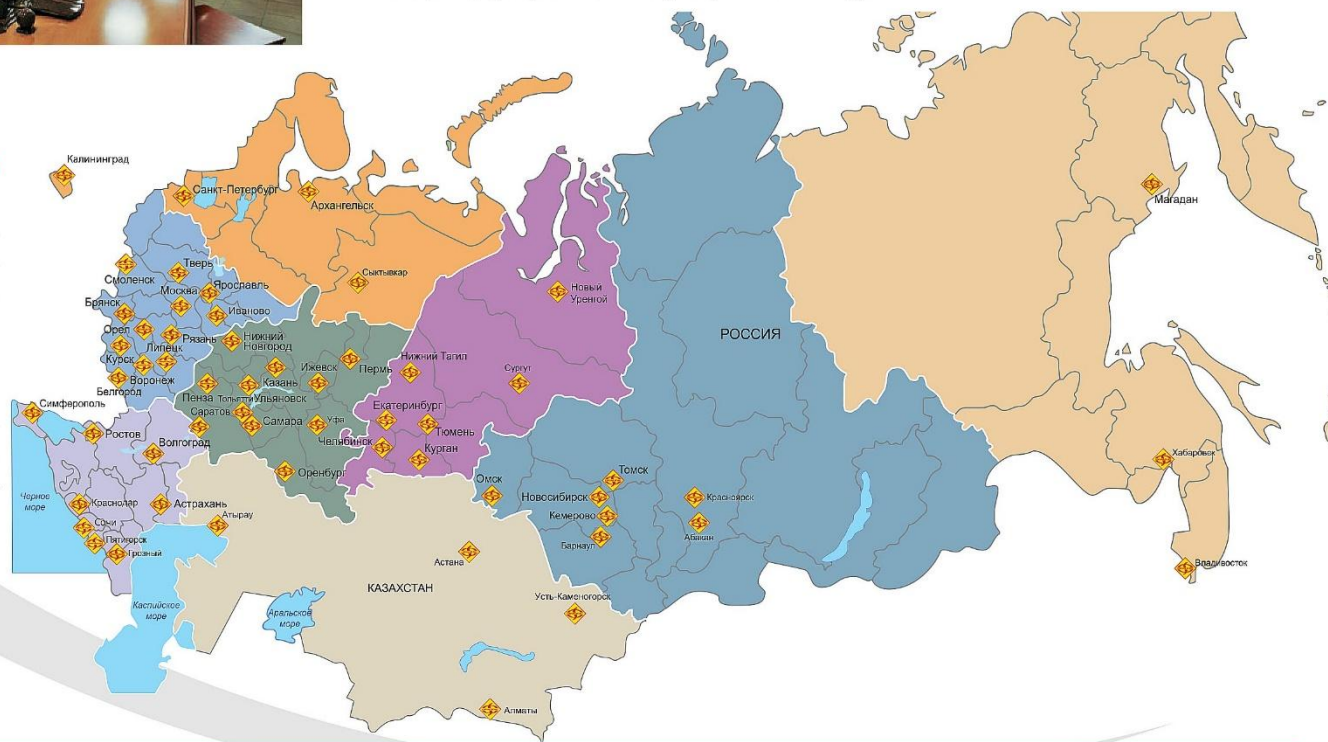 Калининград
Санкт-Петербург
Архангельск
Магадан
Сыктывкар
Смоленск
Тверь
Москва
Ярославль
Новый
Уренгой
Брянск
Иваново
Орел
Рязань
Нижний
Новгород
РОССИЯ
Липецк
Курск
Воронеж
Белгород
Ижевск
Пермь
Нижний Тагил
Сургут
Казань
Пенза
Тольятти
Ульяновск
Симферополь
Саратов
Самара
Уфа
Екатеринбург
Тюмень
Ростов
Волгоград
Челябинск
Курган
Хабаровск
Оренбург
Омск
Томск
Новосибирск
Красноярск
Черное
море
Краснодар
Астрахань
Кемерово
Сочи
Атырау
Барнаул
Абакан
Пятигорск
Грозный
Астана
Владивосток
КАЗАХСТАН
Усть-Каменогорск
Каспийское
море
Аральское
море
Алматы